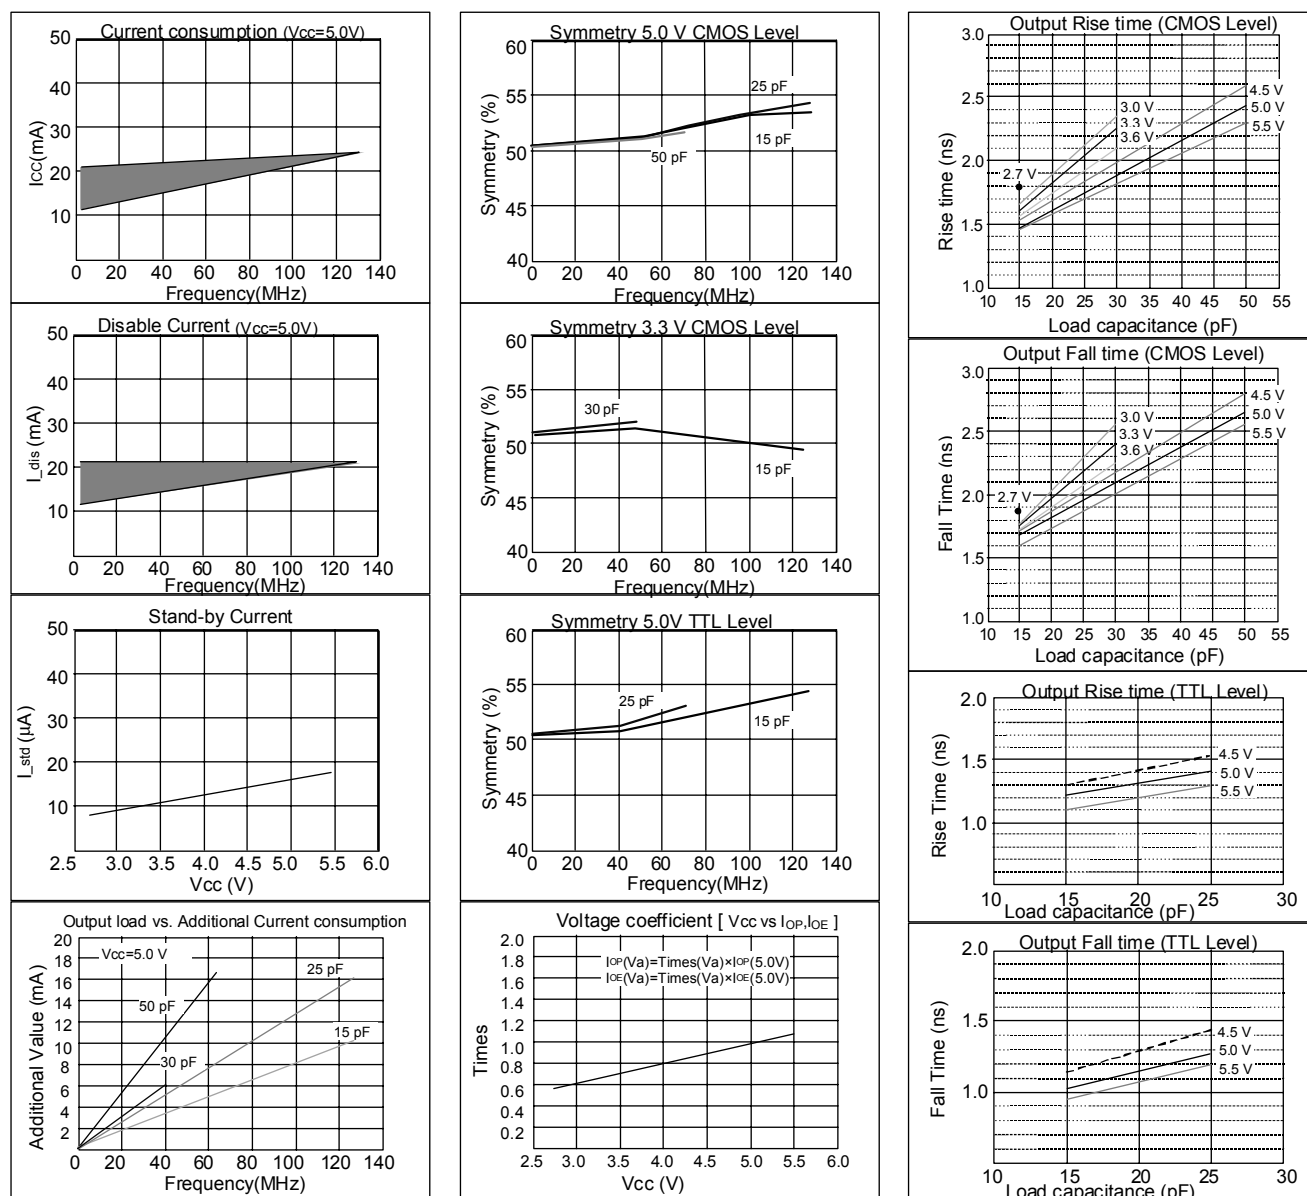 Current consumption (Vcc=5.0V)
50
40
30
20
10
Icc(mA)
0 20 40 60 80 100 120 140
Frequency(MHz)
Disable Current (Vcc=5.0V)
50
40
30
20
10
I_dis (mA)
0 20 40 60 80 100 120 140
Frequency(MHz)
Stand-by Current
50
40
30
20
10
I_std (µA)
2.5 3.0 3.5 4.0 4.5 5.0 5.5 6.0
Vcc (V)
Output load vs. Additional Current consumption
20
18
16
14
12
10
8
6
4
2
Additional Value (mA)
Vcc=5.0 V
25 pF
50 pF
15 pF
30 pF
0 20 40 60 80 100 120 140
Frequency(MHz)
Symmetry 5.0 V CMOS Level
60
55
50
45
40
Symmetry (%)
25 pF
15 pF
50 pF
0 20 40 60 80 100 120 140
Frequency(MHz)
Symmetry 3.3 V CMOS Level
60
55
50
45
40
Symmetry (%)
30 pF
15 pF
0 20 40 60 80 100 120 140
Frequency(MHz)
Symmetry 5.0V TTL Level
60
55
50
45
40
Symmetry (%)
25 pF
15 pF
0 20 40 60 80 100 120 140
Frequency(MHz)
Voltage coefficient [ Vcc vs IOP,IOE ]
2.0
1.8
1.6
1.4
1.2
1.0
0.8
0.6
0.4
0.2
Times
IOP(Va)=Times(Va)×IOP(5.0V)
IOE(Va)=Times(Va)×IOE(5.0V)
2.5 3.0 3.5 4.0 4.5 5.0 5.5 6.0
Vcc (V)
Output Rise time (CMOS Level)
3.0
2.5
2.0
1.5
1.0
Rise time (ns)
4.5 V
3.0 V
5.0 V
3.3 V
5.5 V
3.6 V
2.7 V
10 15 20 25 30 35 40 45 50 55
Load capacitance (pF)
Output Fall time (CMOS Level)
3.0
2.5
2.0
1.5
1.0
Fall Time (ns)
4.5 V
3.0 V
5.0 V
3.3 V
5.5 V
3.6 V
2.7 V
10 15 20 25 30 35 40 45 50 55
Load capacitance (pF)
Output Rise time (TTL Level)
2.0
1.5
1.0
Rise Time (ns)
4.5 V
5.0 V
5.5 V
10 15 20 25 30
Load capacitance (pF)
Output Fall time (TTL Level)
2.0
1.5
1.0
Fall Time (ns)
4.5 V
5.0 V
5.5 V
10 15 20 25 30
Load capacitance (pF)